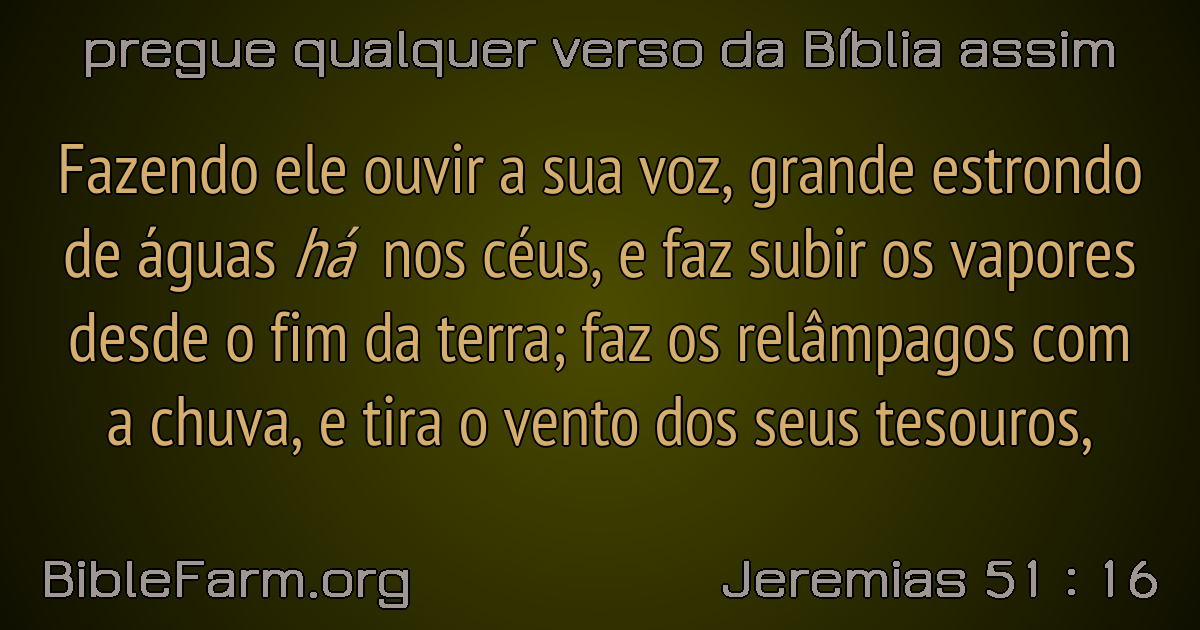 pregue qualquer verso da Bíblia assim
Fazendo ele ouvir a sua voz, grande estrondo
de águas há nos céus, e faz subir os vapores
desde o fim da terra; faz os relâmpagos com
a chuva, e tira o vento dos seus tesouros,
BibleFarm.org
Jeremias 51 : 16